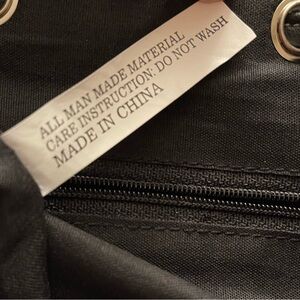 ALL MAN MADE MATERIAL
CARE INSTRUCTION: DO NOT WASH
MADE IN CHINA